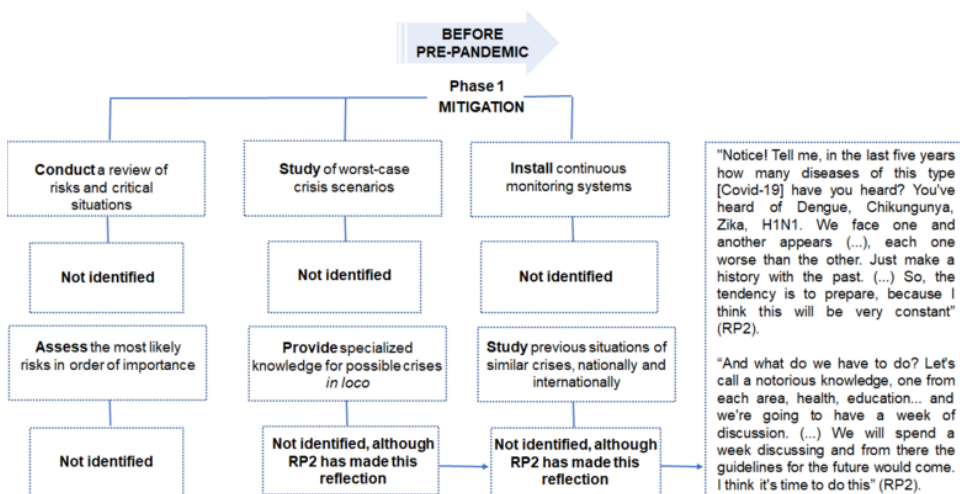 BEFORE
PRE-PANDEMIC
Phase 1
MITIGATION
Conduct a review of
risks and critical
situations
Study of worst-case
crisis scenarios
Install continuous
monitoring systems
Not identified
Not identified
Not identified
Assess the most likely
risks in order of importance
Provide specialized
knowledge for possible crises
in loco
Study previous situations of
similar crises, nationally and
internationally
Not identified
Not identified, although
RP2 has made this
reflection
Not identified, although
RP2 has made this
reflection
"Notice! Tell me, in the last five years
how many diseases of this type
[Covid-19] have you heard? You've
heard of Dengue, Chikungunya,
Zika, H1N1. We face one and
another appears (...), each one
worse than the other. Just make a
history with the past. (...) So, the
tendency is to prepare, because I
think this will be very constant"
(RP2).
“And what do we have to do? Let's
call a notorious knowledge, one from
each area, health, education... and
we're going to have a week of
discussion. (...) We will spend a
week discussing and from there the
guidelines for the future would come.
I think it's time to do this” (RP2).